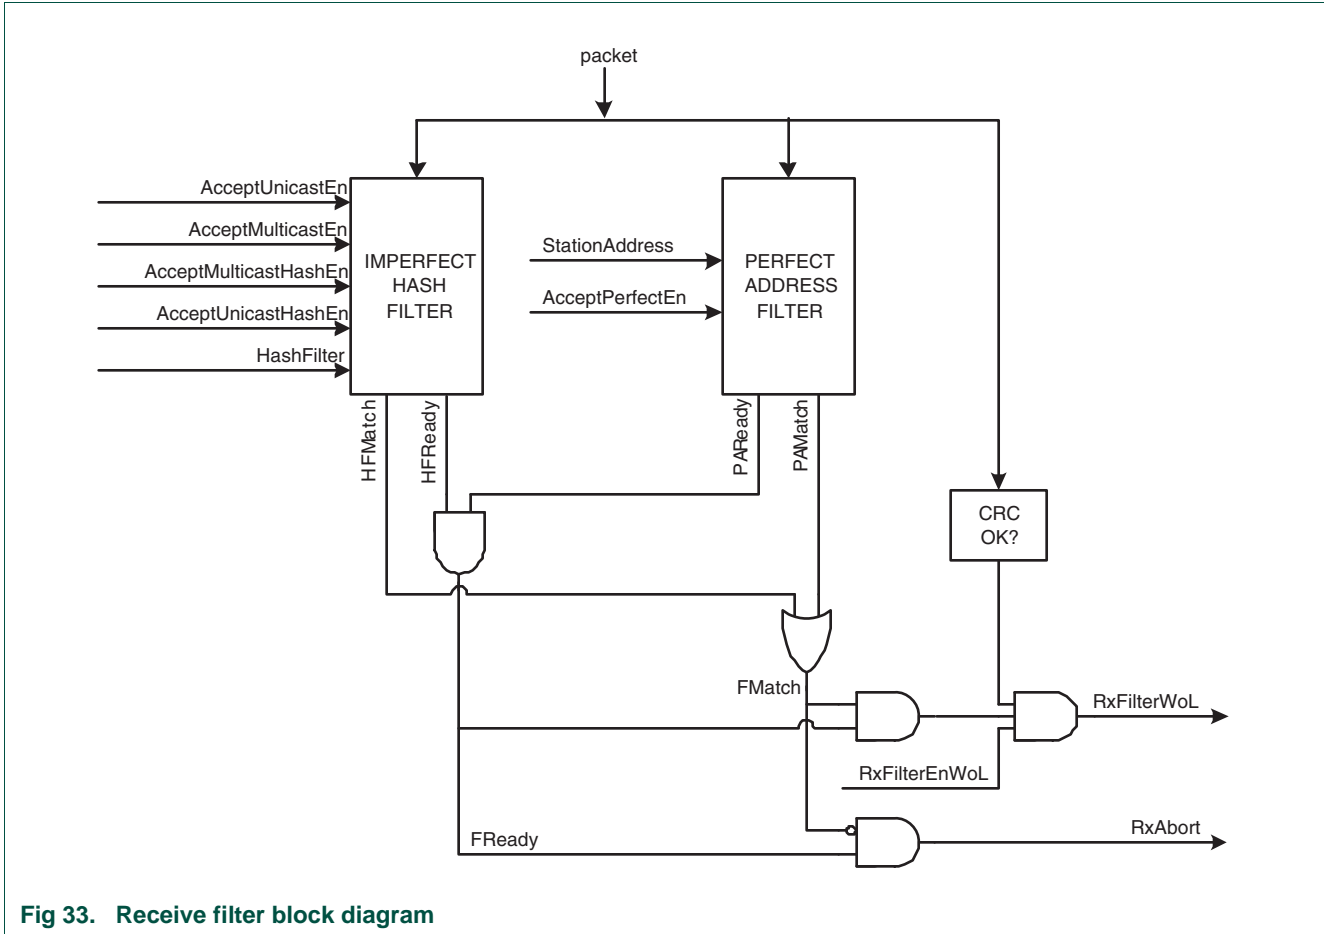 packet
AcceptUnicastEn
AcceptMulticastEn
AcceptMulticastHashEn
AcceptUnicastHashEn
HashFilter
IMPERFECT
HASH
FILTER
StationAddress
AcceptPerfectEn
PERFECT
ADDRESS
FILTER
HFMatch
HFReady
PAReady
PAMatch
CRC
OK?
FMatch
RxFilterWoL
RxFilterEnWoL
FReady
RxAbort
Fig 33. Receive filter block diagram